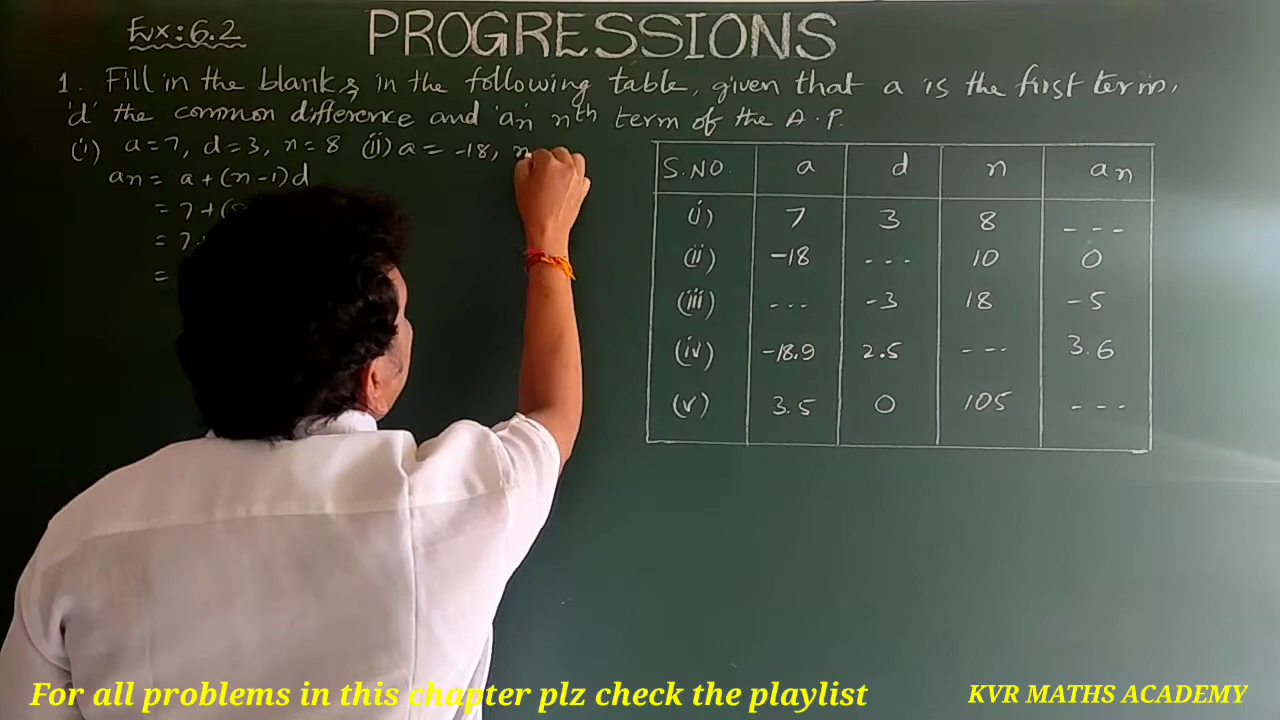 Ex: 6.2 PROGRESSIONS
1. Fill in the blanks in the following table, given that a is the first term,
'd' the common difference and 'an' nth term of the A.P.
(i) a = 7, d = 3, n = 8 (ii) a = -18, n
an = a + (n-1)d
= 7 + (
= 7
=
S.NO. a d n an
(i) 7 3 8 ---
(ii) -18 --- 10 0
(iii) --- -3 18 -5
(iv) -18.9 2.5 --- 3.6
(v) 3.5 0 105 ---
For all problems in this chapter plz check the playlist
KVR MATHS ACADEMY